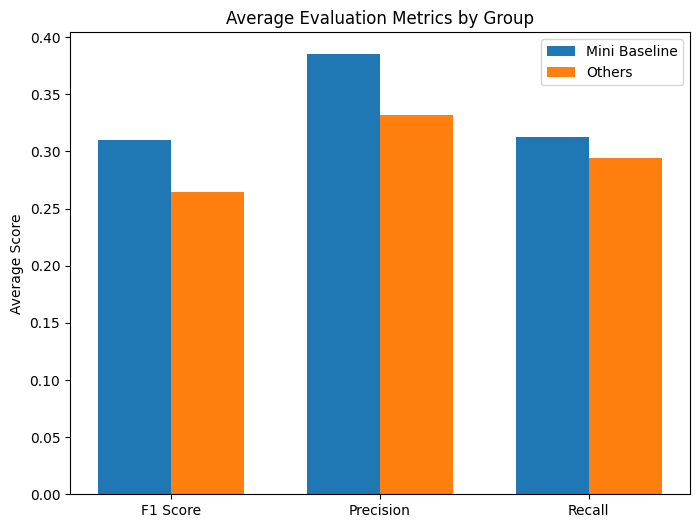 Average Evaluation Metrics by Group
Mini Baseline
Others
Average Score
0.40
0.35
0.30
0.25
0.20
0.15
0.10
0.05
0.00
F1 Score
Precision
Recall